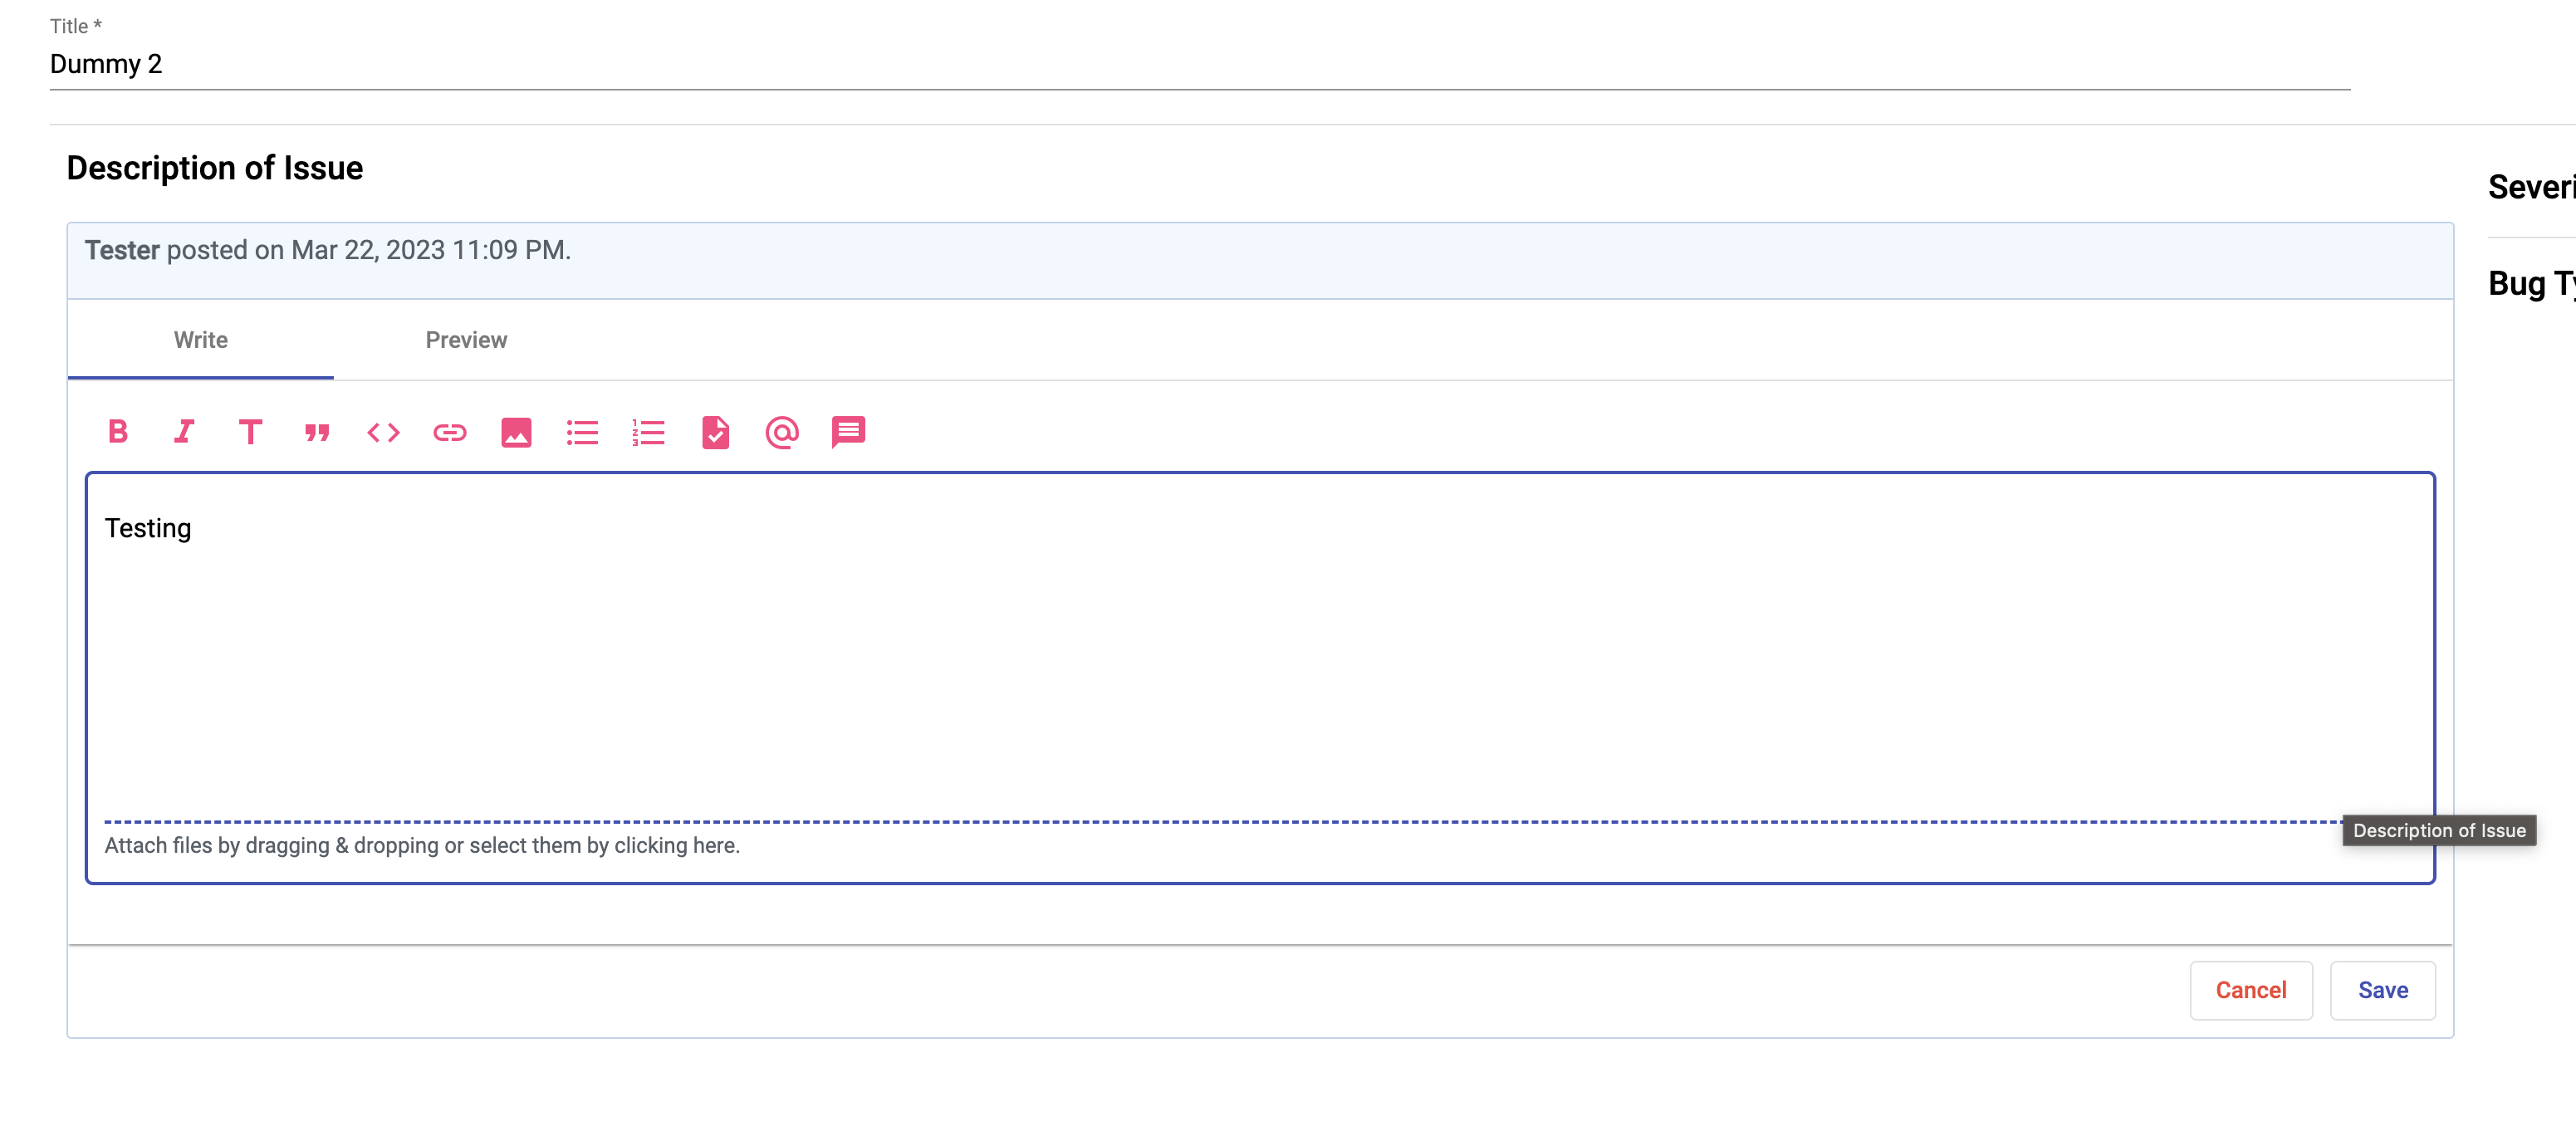 Title *
Dummy 2
Description of Issue
Severi
Tester posted on Mar 22, 2023 11:09 PM.
Bug Ty
Write Preview
Testing
Description of Issue
Attach files by dragging & dropping or select them by clicking here.
Cancel Save